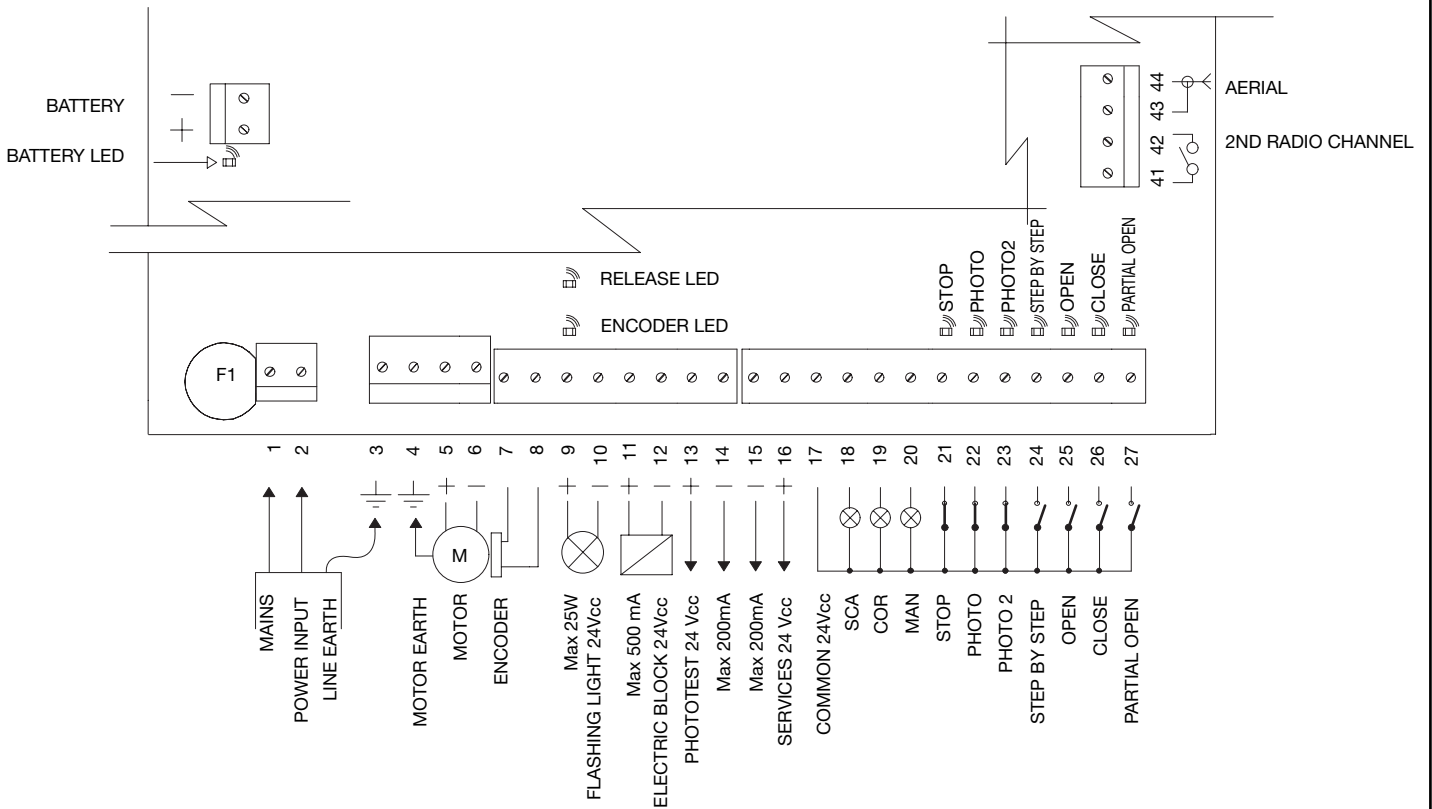 BATTERY
—
+
BATTERY LED
44
43
42
41
AERIAL
2ND RADIO CHANNEL
RELEASE LED
ENCODER LED
STOP
PHOTO
PHOTO2
STEP BY STEP
OPEN
CLOSE
PARTIAL OPEN
F1
1
2
3
4
5
6
7
8
9
10
11
12
13
14
15
16
17
18
19
20
21
22
23
24
25
26
27
+ — + — + — + — — +
M
MAINS
POWER INPUT
LINE EARTH
MOTOR EARTH
MOTOR
ENCODER
Max 25W
FLASHING LIGHT 24Vcc
Max 500 mA
ELECTRIC BLOCK 24Vcc
PHOTOTEST 24 Vcc
Max 200mA
Max 200mA
SERVICES 24 Vcc
COMMON 24Vcc
SCA
COR
MAN
STOP
PHOTO
PHOTO 2
STEP BY STEP
OPEN
CLOSE
PARTIAL OPEN